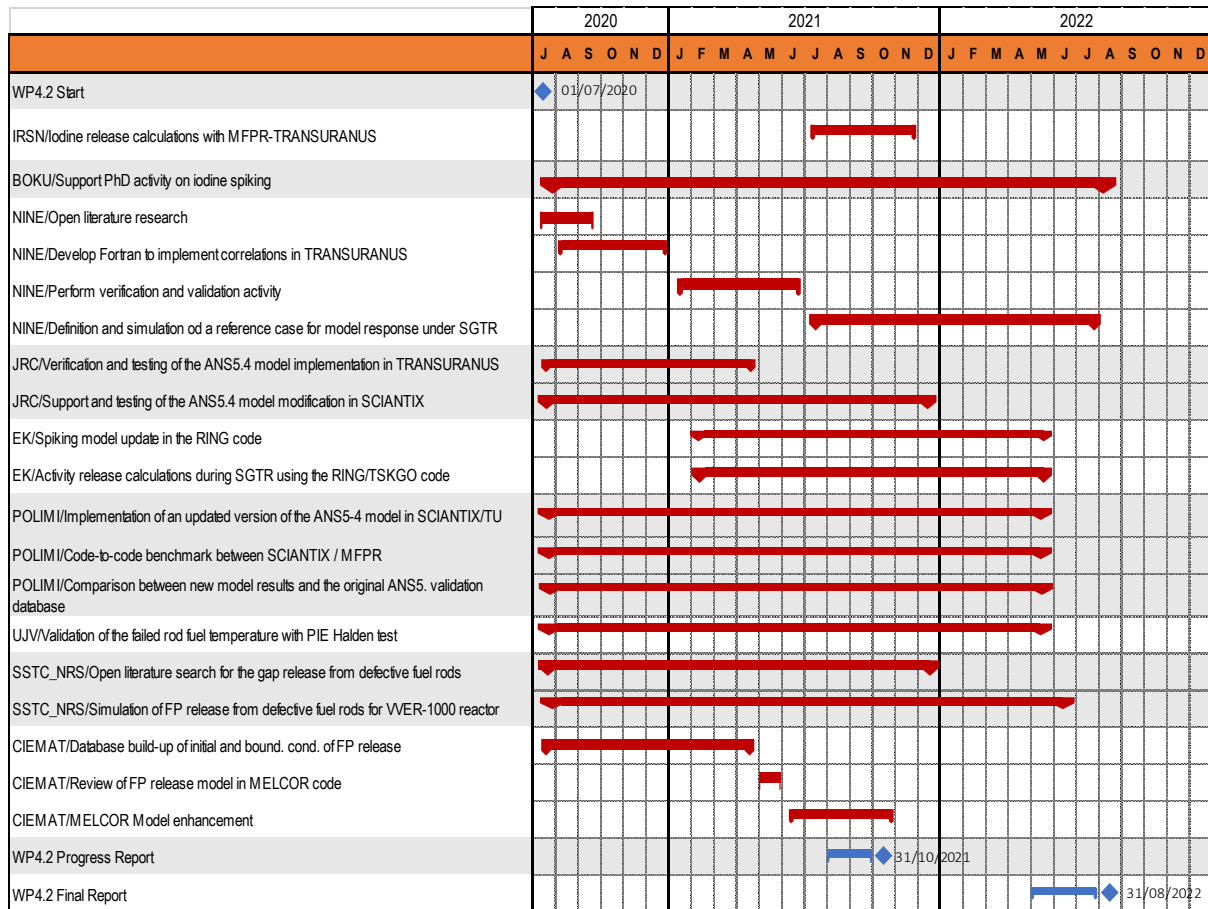 2020 2021 2022
J A S O N D J F M A M J J A S O N D J F M A M J J A S O N D
WP4.2 Start
01/07/2020
IRSN/Iodine release calculations with MFPR-TRANSURANUS
BOKU/Support PhD activity on iodine spiking
NINE/Open literature research
NINE/Develop Fortran to implement correlations in TRANSURANUS
NINE/Perform verification and validation activity
NINE/Definition and simulation od a reference case for model response under SGTR
JRC/Verification and testing of the ANS5.4 model implementation in TRANSURANUS
JRC/Support and testing of the ANS5.4 model modification in SCIANTIX
EK/Spiking model update in the RING code
EK/Activity release calculations during SGTR using the RING/TSKGO code
POLIMI/Implementation of an updated version of the ANS5-4 model in SCIANTIX/TU
POLIMI/Code-to-code benchmark between SCIANTIX / MFPR
POLIMI/Comparison between new model results and the original ANS5. validation
database
UJV/Validation of the failed rod fuel temperature with PIE Halden test
SSTC_NRS/Open literature search for the gap release from defective fuel rods
SSTC_NRS/Simulation of FP release from defective fuel rods for VVER-1000 reactor
CIEMAT/Database build-up of initial and bound. cond. of FP release
CIEMAT/Review of FP release model in MELCOR code
CIEMAT/MELCOR Model enhancement
WP4.2 Progress Report
31/10/2021
WP4.2 Final Report
31/08/2022